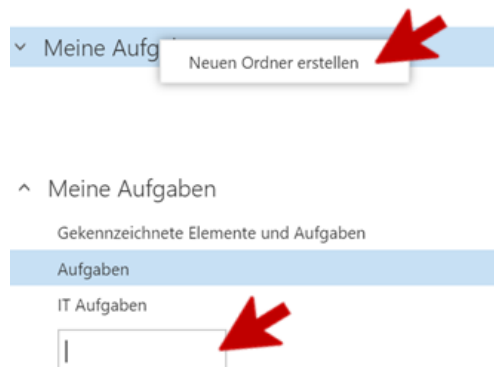 Meine Aufg
Neuen Ordner erstellen
Meine Aufgaben
Gekennzeichnete Elemente und Aufgaben
Aufgaben
IT Aufgaben